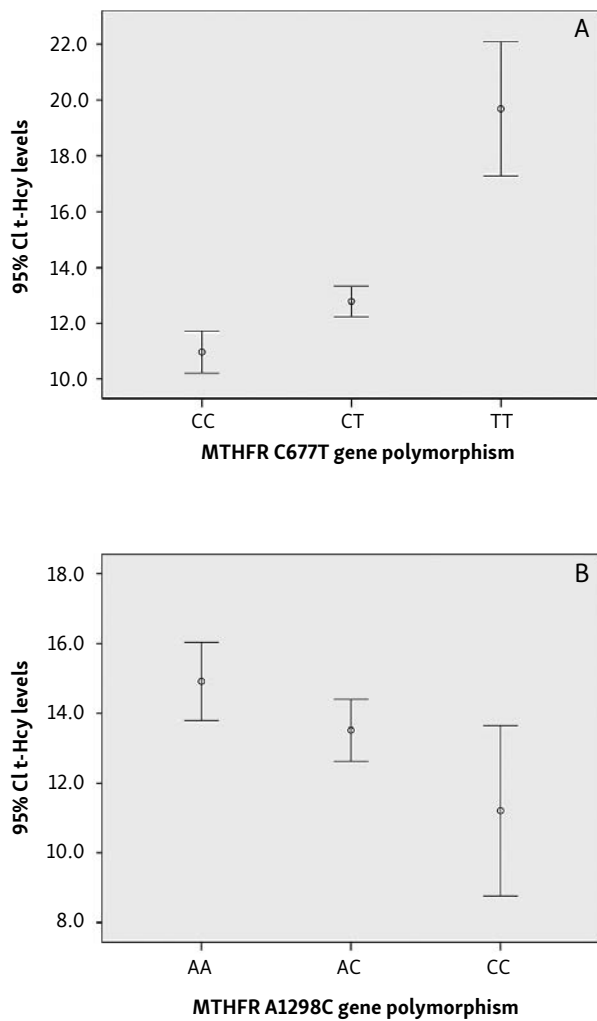 A
22.0
20.0
18.0
16.0
14.0
12.0
10.0
95% CI t-Hcy levels
CC CT TT
MTHFR C677T gene polymorphism
B
18.0
16.0
14.0
12.0
10.0
8.0
95% CI t-Hcy levels
AA AC CC
MTHFR A1298C gene polymorphism